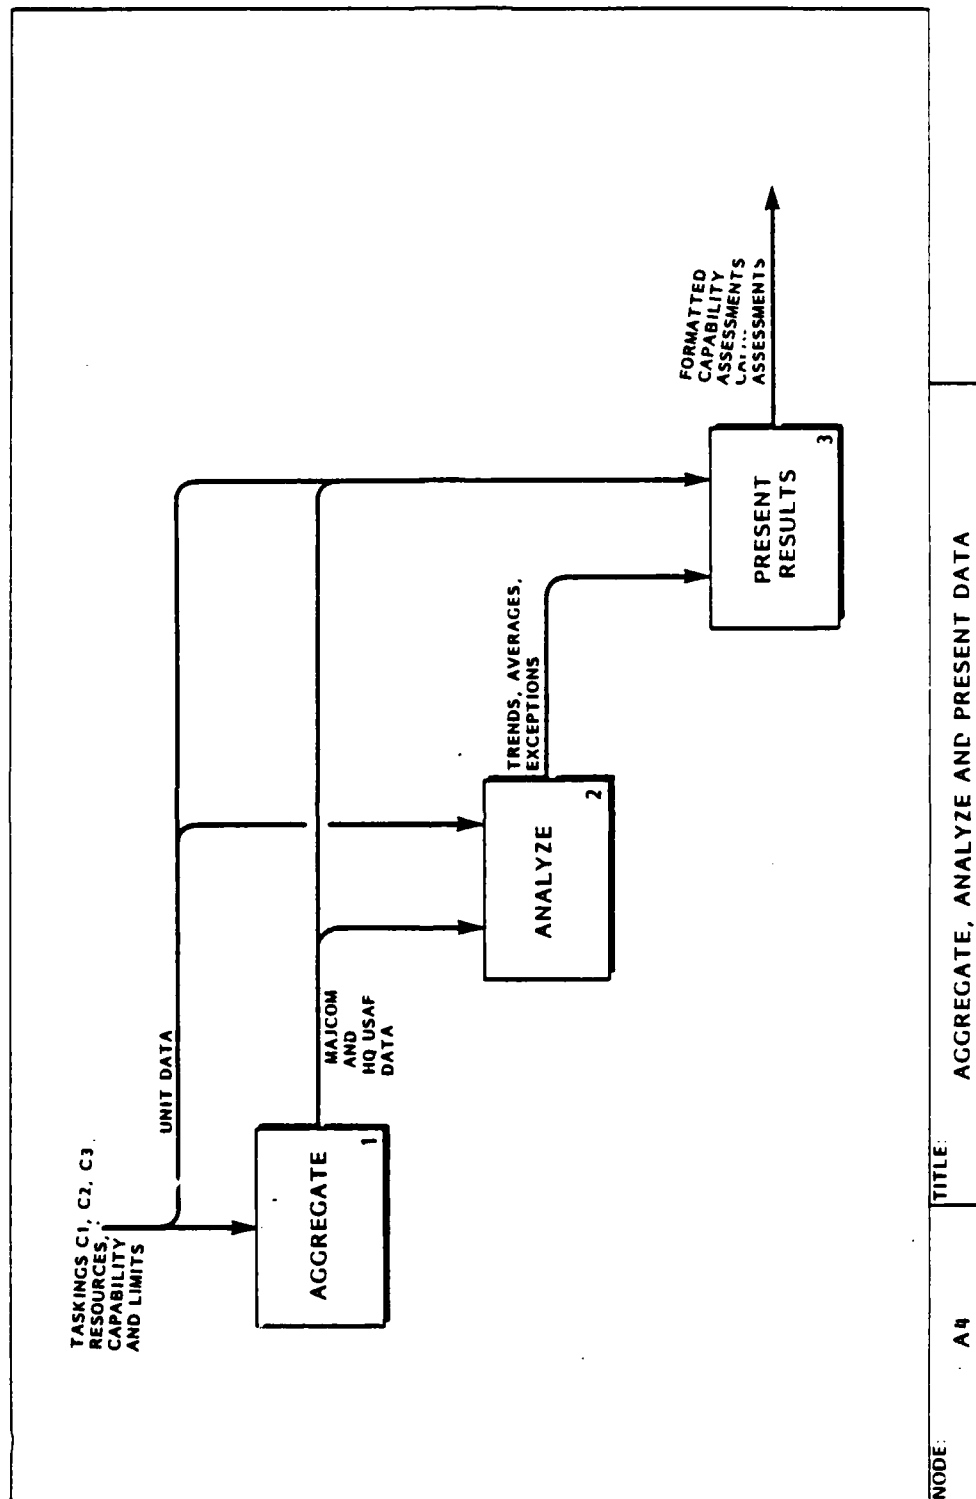 TASKINGS C1, C2, C3
RESOURCES,
CAPABILITY
AND LIMITS
UNIT DATA
AGGREGATE
1
MAJCOM
AND
HQ USAF
DATA
ANALYZE
2
TRENDS, AVERAGES,
EXCEPTIONS
PRESENT
RESULTS
3
FORMATTED
CAPABILITY
ASSESSMENTS
ASSESSMENTS
NODE:
A4
TITLE:
AGGREGATE, ANALYZE AND PRESENT DATA